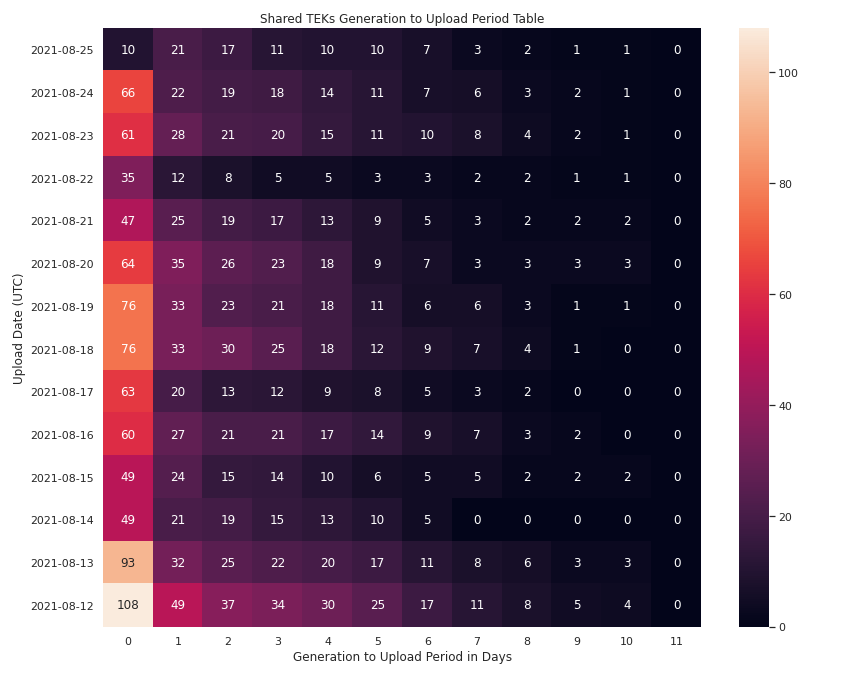 Shared TEKs Generation to Upload Period Table
Upload Date (UTC)
2021-08-25 10 21 17 11 10 10 7 3 2 1 1 0
2021-08-24 66 22 19 18 14 11 7 6 3 2 1 0
2021-08-23 61 28 21 20 15 11 10 8 4 2 1 0
2021-08-22 35 12 8 5 5 3 3 2 2 1 1 0
2021-08-21 47 25 19 17 13 9 5 3 2 2 2 0
2021-08-20 64 35 26 23 18 9 7 3 3 3 3 0
2021-08-19 76 33 23 21 18 11 6 6 3 1 1 0
2021-08-18 76 33 30 25 18 12 9 7 4 1 0 0
2021-08-17 63 20 13 12 9 8 5 3 2 0 0 0
2021-08-16 60 27 21 21 17 14 9 7 3 2 0 0
2021-08-15 49 24 15 14 10 6 5 5 2 2 2 0
2021-08-14 49 21 19 15 13 10 5 0 0 0 0 0
2021-08-13 93 32 25 22 20 17 11 8 6 3 3 0
2021-08-12 108 49 37 34 30 25 17 11 8 5 4 0
0 1 2 3 4 5 6 7 8 9 10 11
Generation to Upload Period in Days
100
80
60
40
20
0